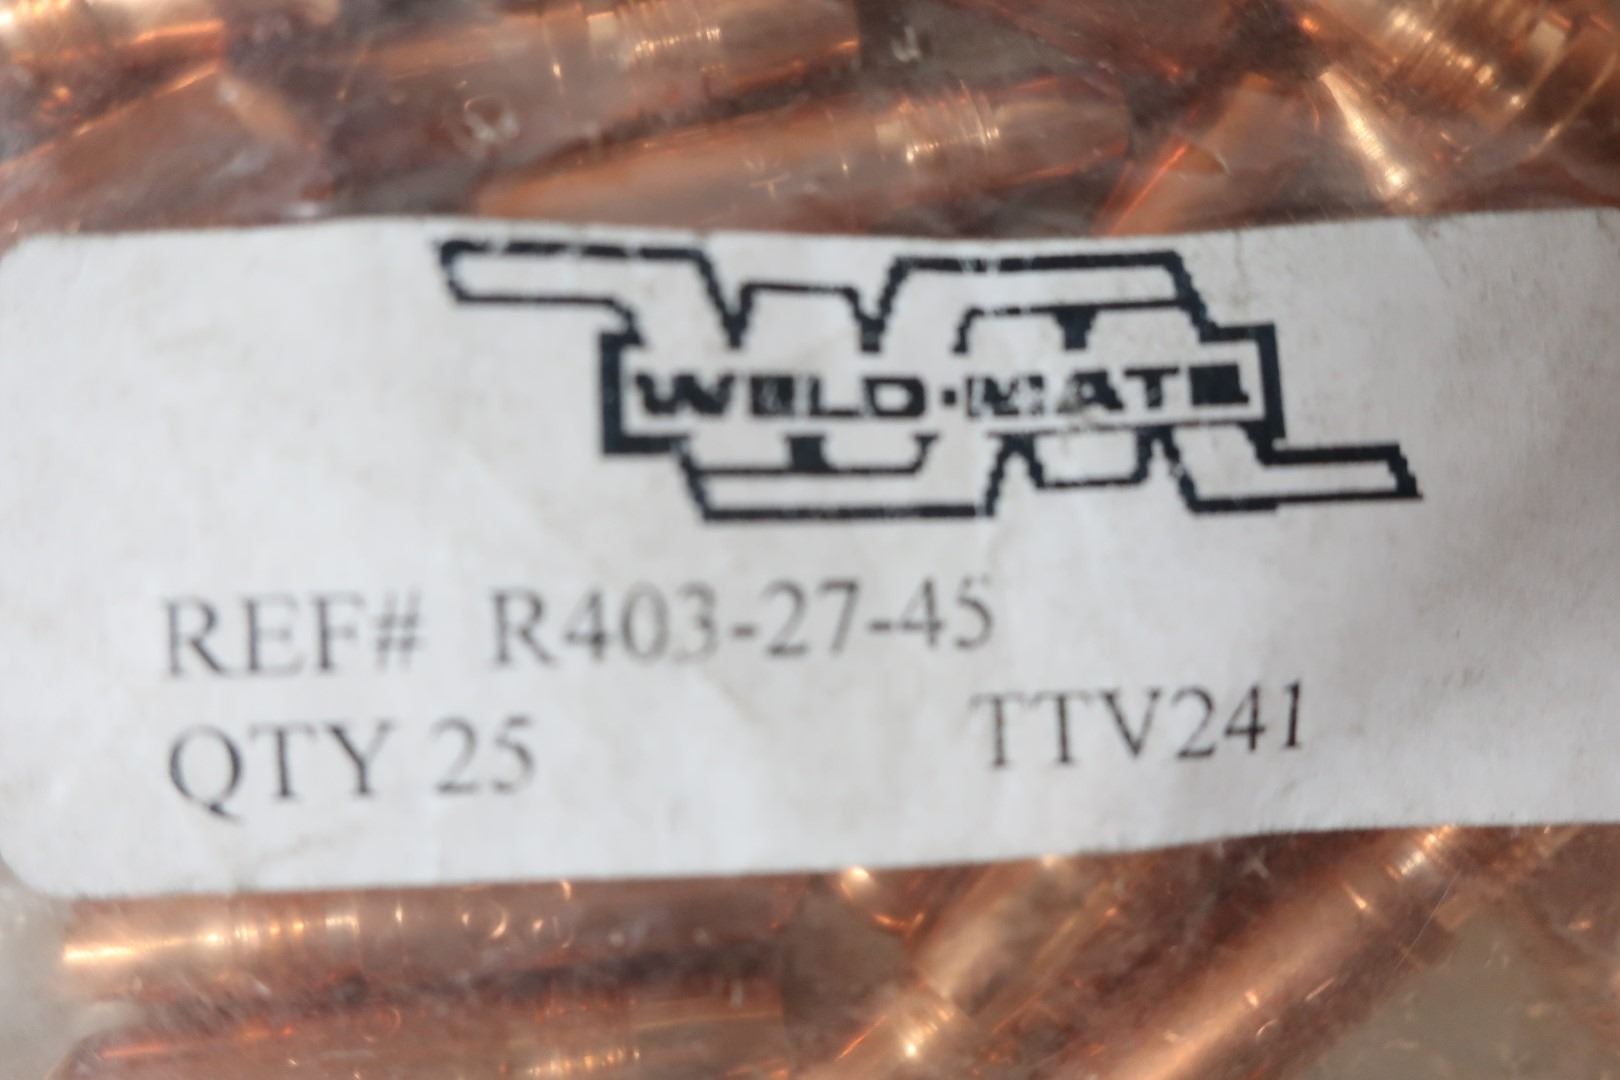 WELD·MATE
REF# R403-27-45
QTY 25 TTV241